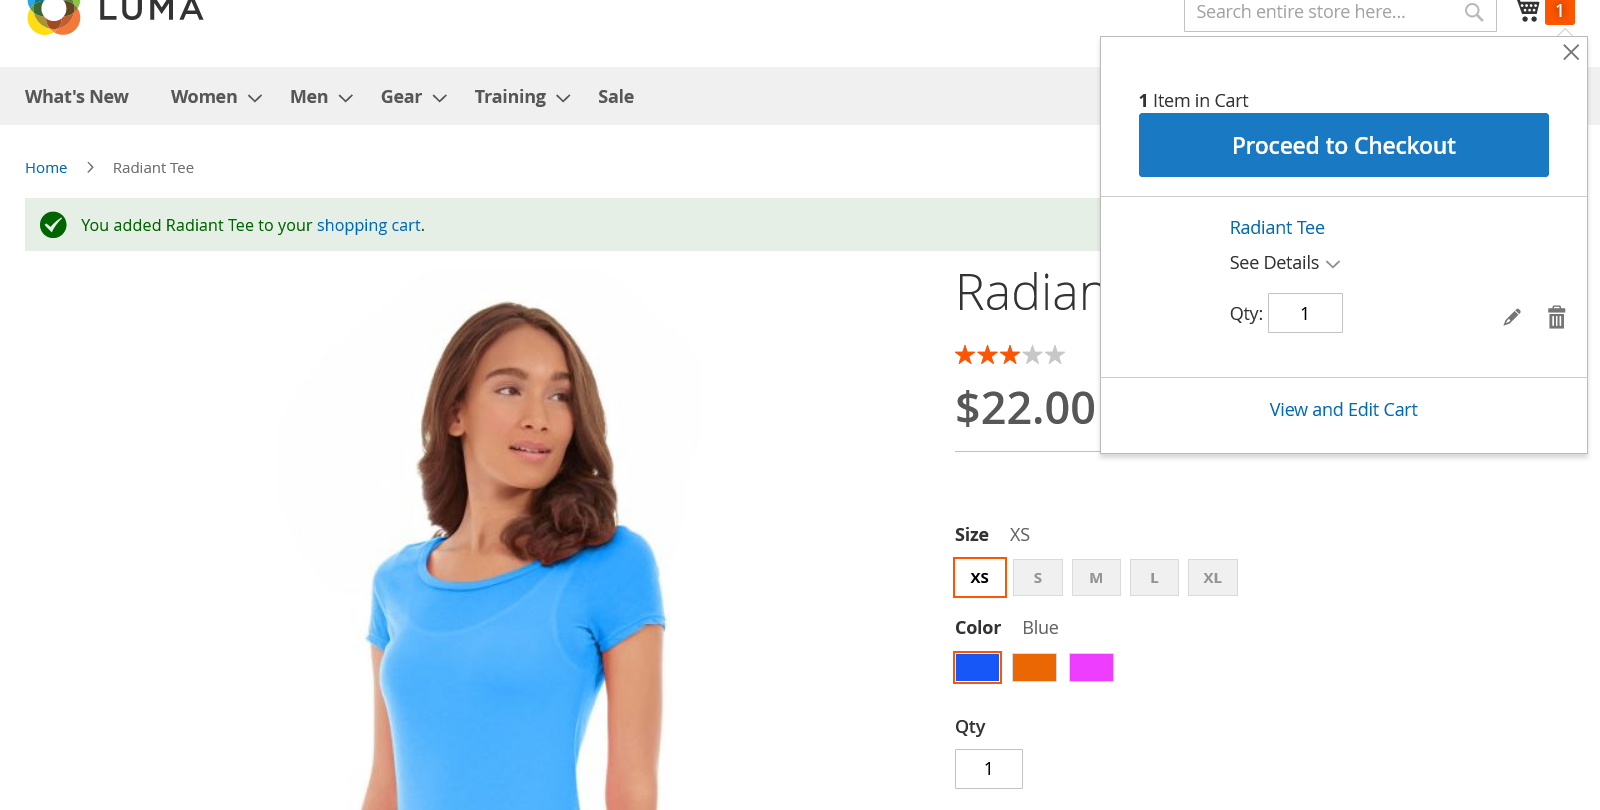 LUMA
Search entire store here...
1
What's New Women Men Gear Training Sale
1 Item in Cart
Proceed to Checkout
Home Radiant Tee
You added Radiant Tee to your shopping cart.
Radiant Tee
See Details
Qty: 1
View and Edit Cart
Radian
$22.00
Size XS
XS S M L XL
Color Blue
Qty
1